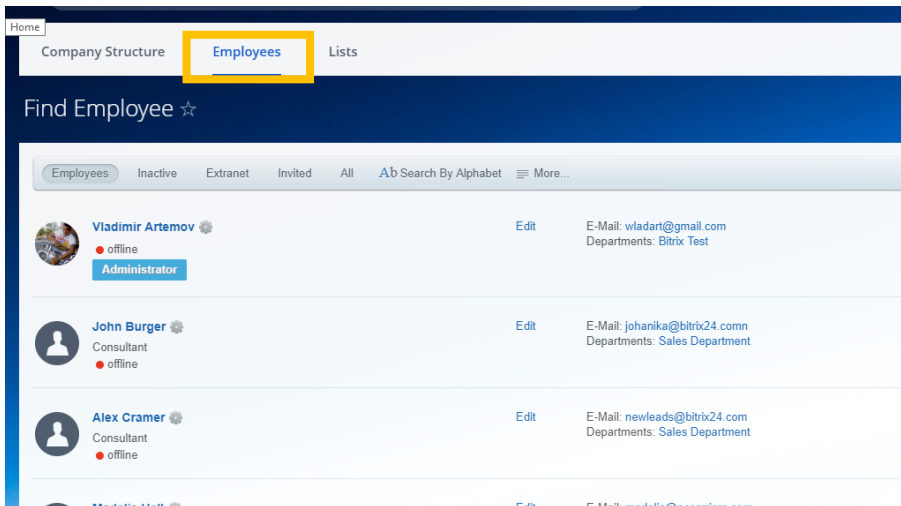 Home
Company Structure Employees Lists
Find Employee
Employees Inactive Extranet Invited All Ab Search By Alphabet More...
Vladimir Artemov Edit E-Mail: wladart@gmail.com
offline Departments: Bitrix Test
Administrator
John Burger Edit E-Mail: johanika@bitrix24.comn
Consultant Departments: Sales Department
offline
Alex Cramer Edit E-Mail: newleads@bitrix24.com
Consultant Departments: Sales Department
offline
Edit E-Mail: